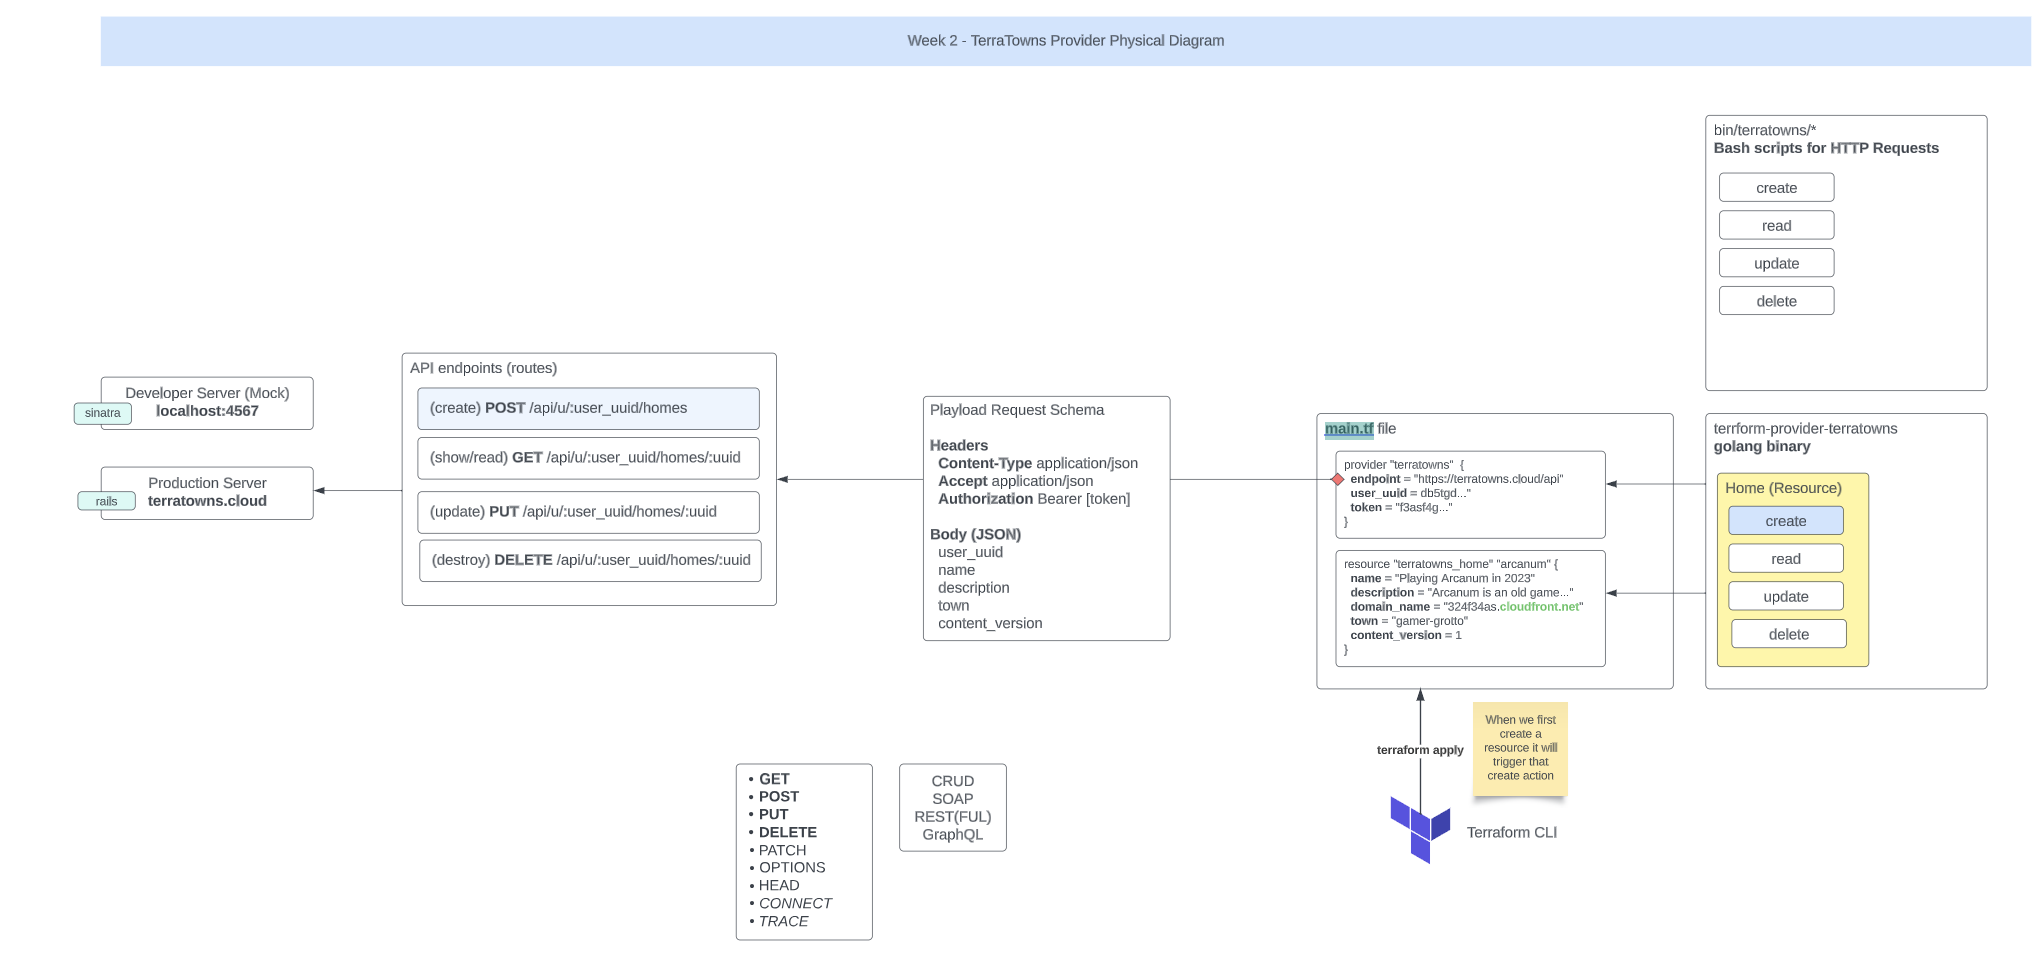 Week 2 - TerraTowns Provider Physical Diagram
bin/terratowns/*
Bash scripts for HTTP Requests
create
read
update
delete
Developer Server (Mock)
localhost:4567
sinatra
Production Server
terratowns.cloud
rails
API endpoints (routes)
(create) POST /api/u/:user_uuid/homes
(show/read) GET /api/u/:user_uuid/homes/:uuid
(update) PUT /api/u/:user_uuid/homes/:uuid
(destroy) DELETE /api/u/:user_uuid/homes/:uuid
Playload Request Schema
Headers
Content-Type application/json
Accept application/json
Authorization Bearer [token]
Body (JSON)
user_uuid
name
description
town
content_version
main.tf file
provider "terratowns" {
endpoint = "https://terratowns.cloud/api"
user_uuid = db5tgd..."
token = "f3asf4g..."
}
resource "terratowns_home" "arcanum" {
name = "Playing Arcanum in 2023"
description = "Arcanum is an old game..."
domain_name = "324f34as.cloudfront.net"
town = "gamer-grotto"
content_version = 1
}
terrform-provider-terratowns
golang binary
Home (Resource)
create
read
update
delete
terraform apply
When we first
create a
resource it will
trigger that
create action
Terraform CLI
• GET
• POST
• PUT
• DELETE
• PATCH
• OPTIONS
• HEAD
• CONNECT
• TRACE
CRUD
SOAP
REST(FUL)
GraphQL